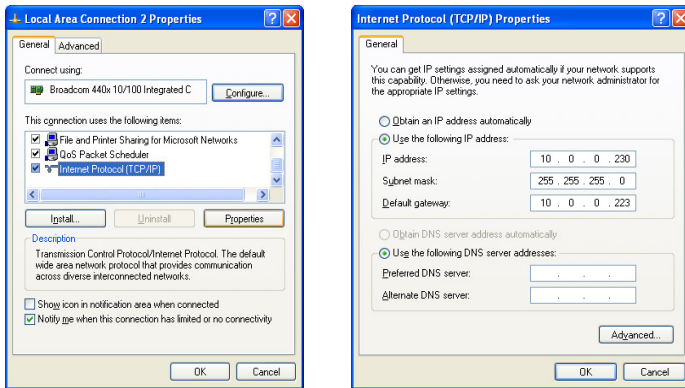 Local Area Connection 2 Properties
General
Advanced
Connect using:
Broadcom 440x 10/100 Integrated C
Configure...
This connection uses the following items:
File and Printer Sharing for Microsoft Networks
QoS Packet Scheduler
Internet Protocol (TCP/IP)
Install...
Uninstall
Properties
Description
Transmission Control Protocol/Internet Protocol. The default
wide area network protocol that provides communication
across diverse interconnected networks.
Show icon in notification area when connected
Notify me when this connection has limited or no connectivity
OK
Cancel
Internet Protocol (TCP/IP) Properties
General
You can get IP settings assigned automatically if your network supports
this capability. Otherwise, you need to ask your network administrator for
the appropriate IP settings.
Obtain an IP address automatically
Use the following IP address:
IP address: 10 . 0 . 0 . 230
Subnet mask: 255 . 255 . 255 . 0
Default gateway: 10 . 0 . 0 . 223
Obtain DNS server address automatically
Use the following DNS server addresses:
Preferred DNS server: . . .
Alternate DNS server: . . .
Advanced...
OK
Cancel